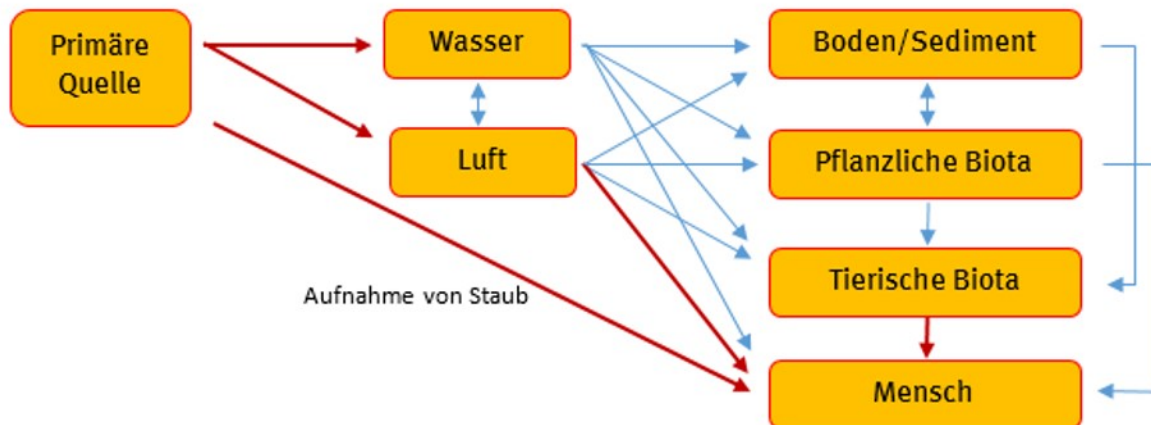 Primäre
Quelle
Wasser
Luft
Boden/Sediment
Pflanzliche Biota
Tierische Biota
Mensch
Aufnahme von Staub